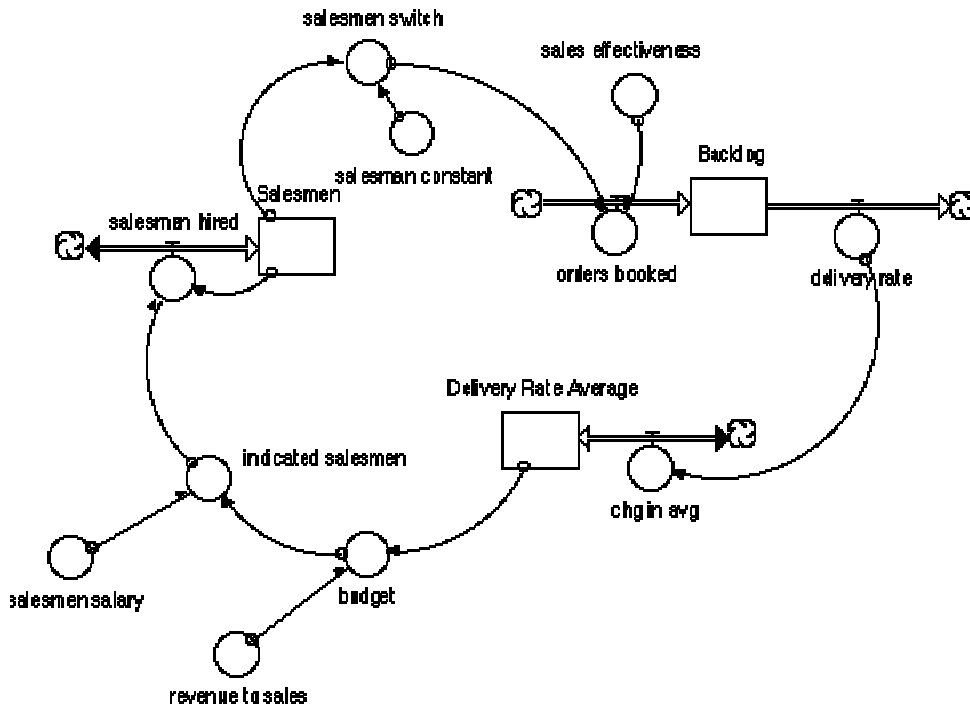 salesmen switch
sales effectiveness
salesman constant
Backlog
Salesmen
salesmen hired
orders booked
delivery rate
Delivery Rate Average
indicated salesmen
chg in avg
salesmen salary
budget
revenue to sales